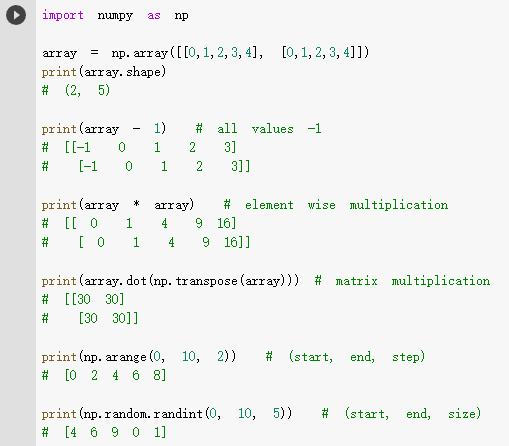 import numpy as np
array = np.array([[0,1,2,3,4], [0,1,2,3,4]])
print(array.shape)
# (2, 5)
print(array - 1) # all values -1
# [[-1 0 1 2 3]
# [-1 0 1 2 3]]
print(array * array) # element wise multiplication
# [[ 0 1 4 9 16]
# [ 0 1 4 9 16]]
print(array.dot(np.transpose(array))) # matrix multiplication
# [[30 30]
# [30 30]]
print(np.arange(0, 10, 2)) # (start, end, step)
# [0 2 4 6 8]
print(np.random.randint(0, 10, 5)) # (start, end, size)
# [4 6 9 0 1]